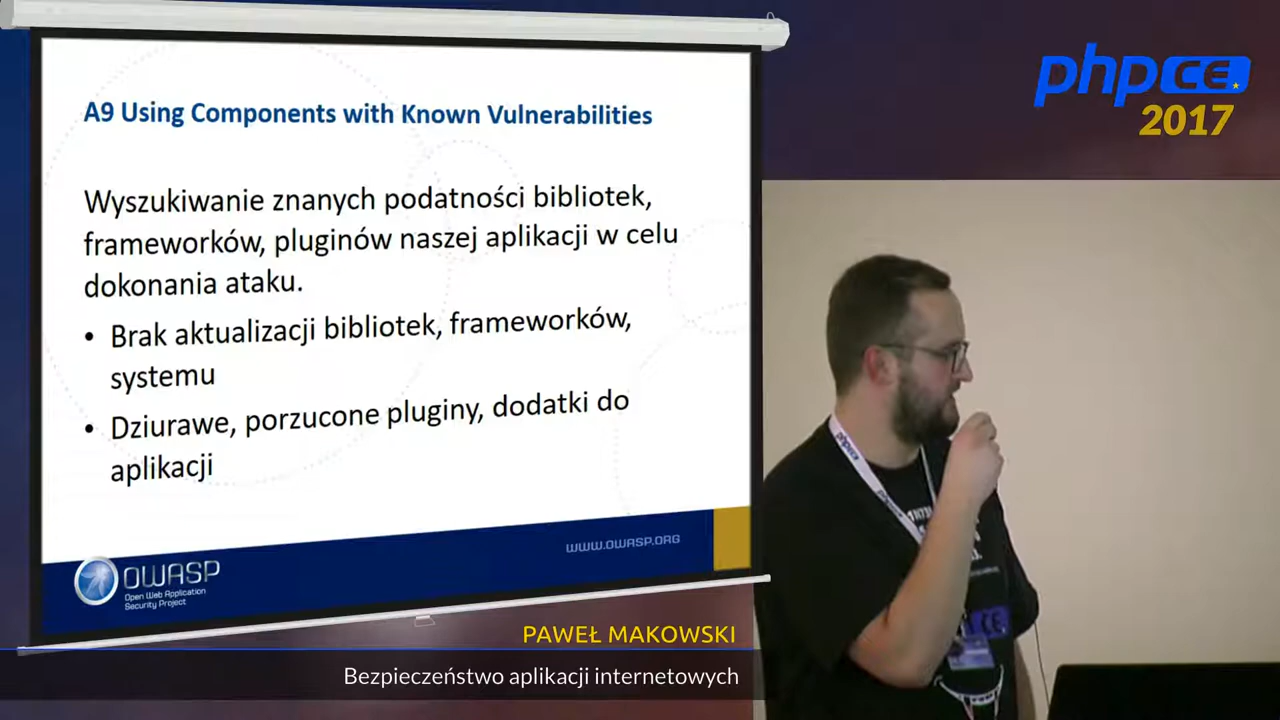 A9 Using Components with Known Vulnerabilities
Wyszukiwanie znanych podatności bibliotek,
frameworków, pluginów naszej aplikacji w celu
dokonania ataku.
• Brak aktualizacji bibliotek, frameworków,
systemu
• Dziurawe, porzucone pluginy, dodatki do
aplikacji
www.owasp.org
OWASP
Open Web Application
Security Project
phpCE
2017
phpce
CE
PAWEŁ MAKOWSKI
Bezpieczeństwo aplikacji internetowych